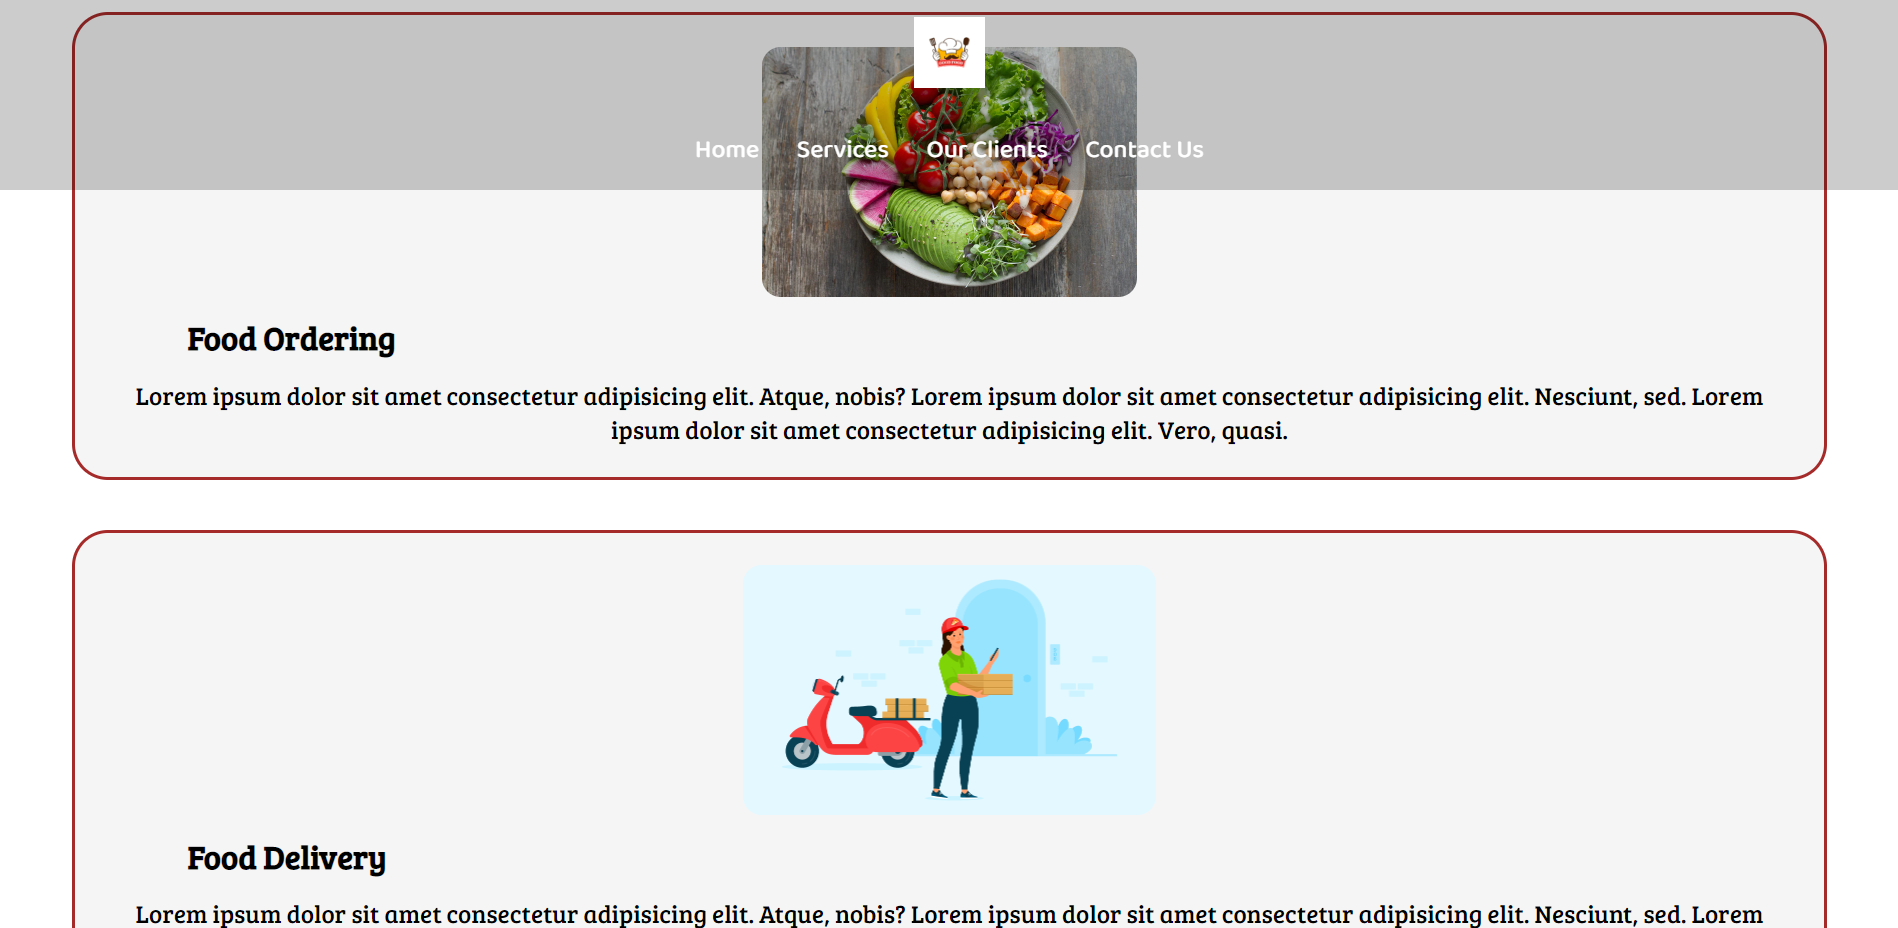 Home Services Our Clients Contact Us
Food Ordering
Lorem ipsum dolor sit amet consectetur adipisicing elit. Atque, nobis? Lorem ipsum dolor sit amet consectetur adipisicing elit. Nesciunt, sed. Lorem
ipsum dolor sit amet consectetur adipisicing elit. Vero, quasi.
Food Delivery
Lorem ipsum dolor sit amet consectetur adipisicing elit. Atque, nobis? Lorem ipsum dolor sit amet consectetur adipisicing elit. Nesciunt, sed. Lorem